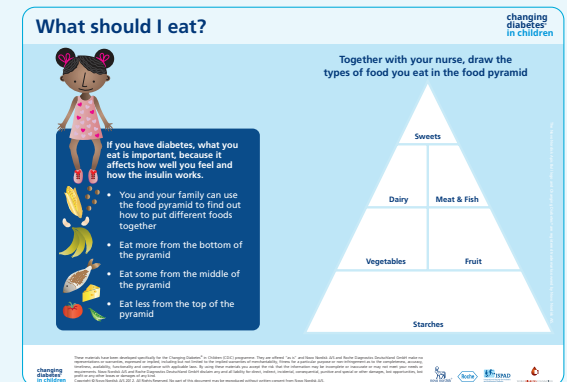 What should I eat?
changing
diabetes®
in children
If you have diabetes, what you
eat is important, because it
affects how well you feel and
how the insulin works.
• You and your family can use
the food pyramid to find out
how to put different foods
together
• Eat more from the bottom of
the pyramid
• Eat some from the middle of
the pyramid
• Eat less from the top of the
pyramid
Together with your nurse, draw the
types of food you eat in the food pyramid
Sweets
Dairy
Meat & Fish
Vegetables
Fruit
Starches
changing
diabetes®
in children
Roche
ISPAD